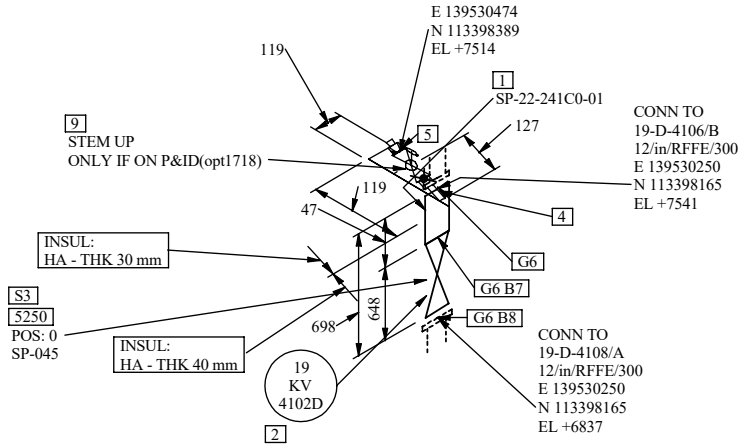 E 139530474
N 113398389
EL +7514
119
1
SP-22-241C0-01
9
STEM UP
ONLY IF ON P&ID(opt1718)
5
127
CONN TO
19-D-4106/B
12/in/RFFE/300
E 139530250
N 113398165
EL +7541
119
47
4
INSUL:
HA - THK 30 mm
G6
G6 B7
S3
5250
POS: 0
SP-045
INSUL:
HA - THK 40 mm
698
648
G6 B8
CONN TO
19-D-4108/A
12/in/RFFE/300
E 139530250
N 113398165
EL +6837
19
KV
4102D
2